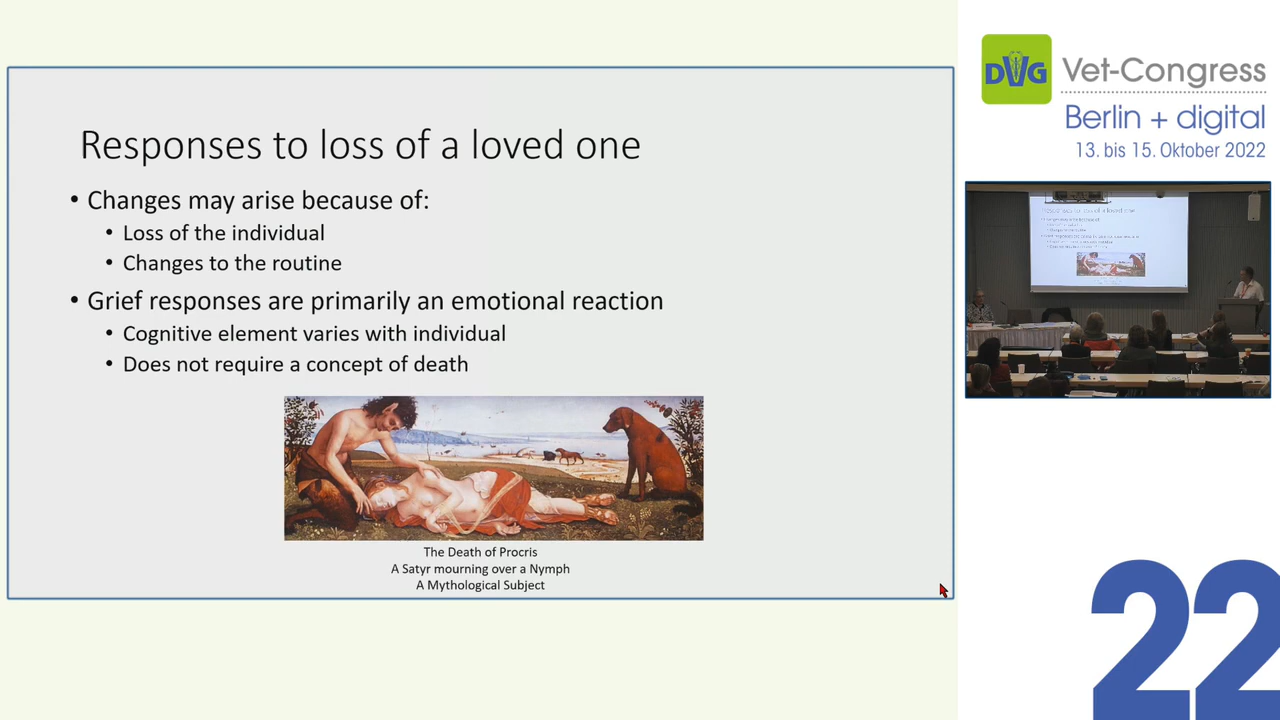 Responses to loss of a loved one
• Changes may arise because of:
• Loss of the individual
• Changes to the routine
• Grief responses are primarily an emotional reaction
• Cognitive element varies with individual
• Does not require a concept of death
The Death of Procris
A Satyr mourning over a Nymph
A Mythological Subject
DVG
Vet-Congress
Berlin + digital
13. bis 15. Oktober 2022
22